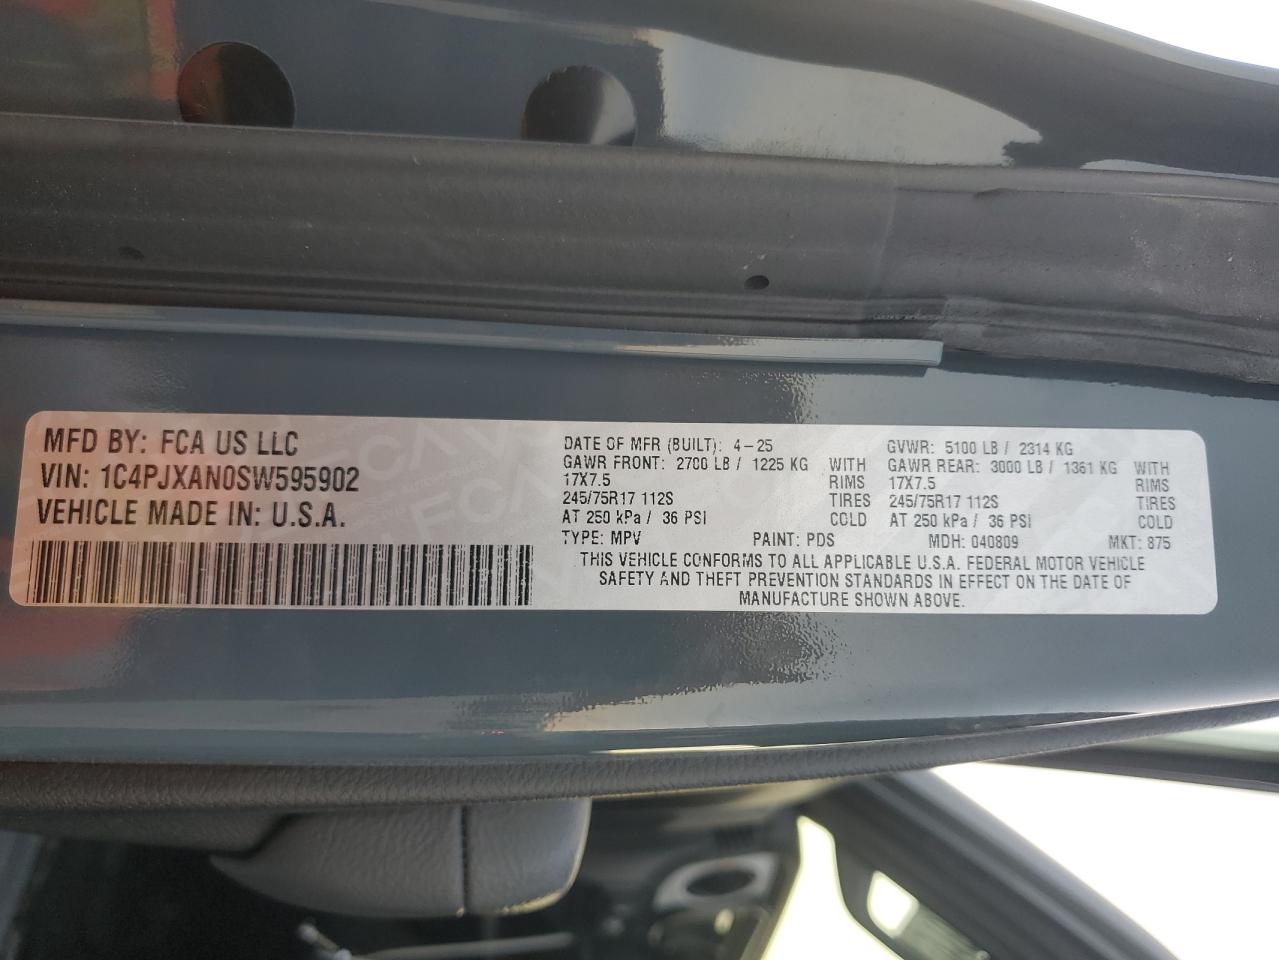 MFD BY: FCA US LLC
VIN: 1C4PJXAN0SW595902
VEHICLE MADE IN: U.S.A.
DATE OF MFR (BUILT): 4-25
GAWR FRONT: 2700 LB / 1225 KG WITH
17X7.5 RIMS
245/75R17 112S TIRES
AT 250 kPa / 36 PSI COLD
GVWR: 5100 LB / 2314 KG
GAWR REAR: 3000 LB / 1361 KG WITH
17X7.5 RIMS
245/75R17 112S TIRES
AT 250 kPa / 36 PSI COLD
TYPE: MPV PAINT: PDS MDH: 040809 MKT: 875
THIS VEHICLE CONFORMS TO ALL APPLICABLE U.S.A. FEDERAL MOTOR VEHICLE
SAFETY AND THEFT PREVENTION STANDARDS IN EFFECT ON THE DATE OF
MANUFACTURE SHOWN ABOVE.